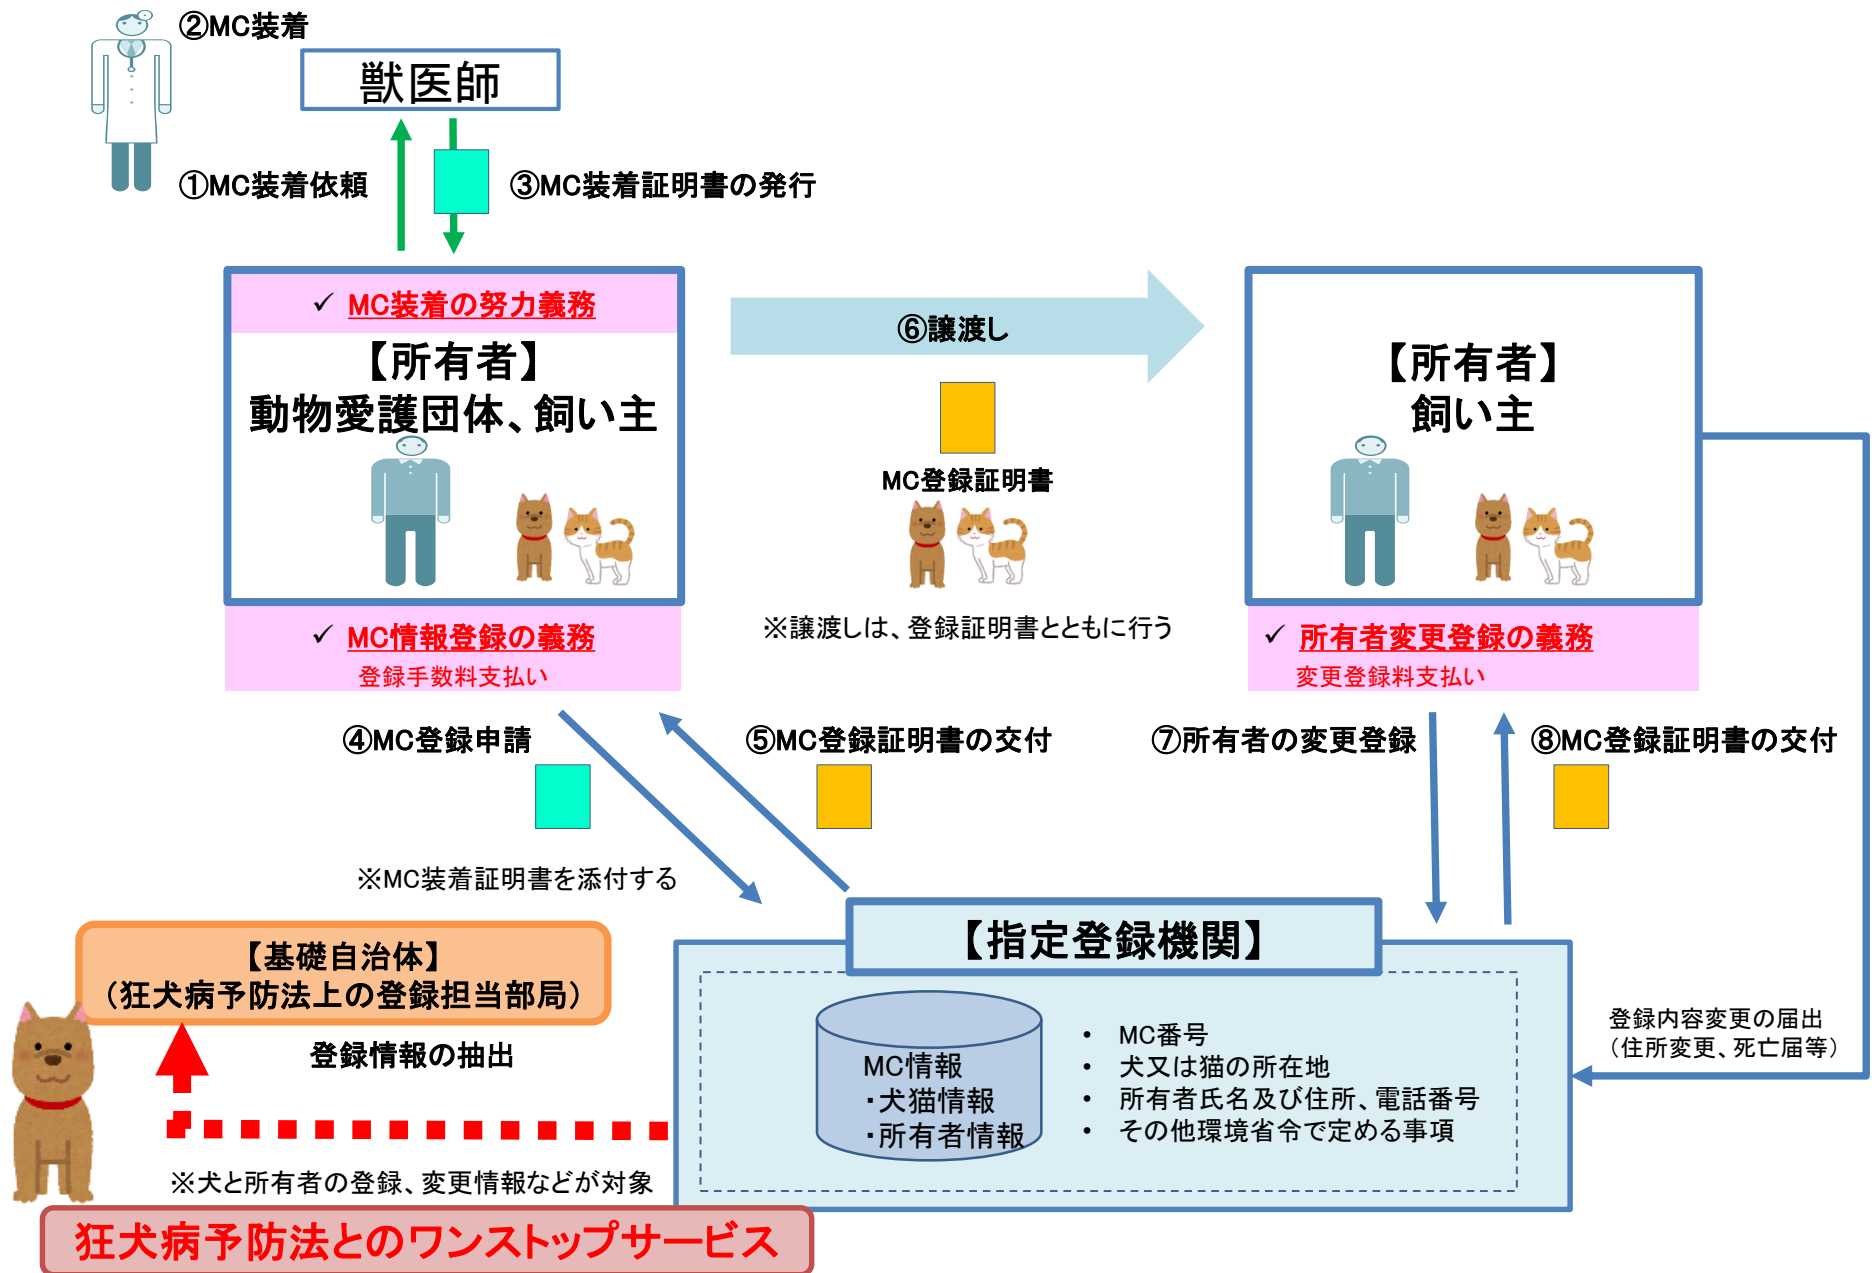 ②MC装着
獣医師
①MC装着依頼
③MC装着証明書の発行
✓ MC装着の努力義務
【所有者】
動物愛護団体、飼い主
✓ MC情報登録の義務
登録手数料支払い
⑥譲渡し
MC登録証明書
※譲渡しは、登録証明書とともに行う
【所有者】
飼い主
✓ 所有者変更登録の義務
変更登録料支払い
④MC登録申請
⑤MC登録証明書の交付
⑦所有者の変更登録
⑧MC登録証明書の交付
※MC装着証明書を添付する
【指定登録機関】
MC情報
・犬猫情報
・所有者情報
• MC番号
• 犬又は猫の所在地
• 所有者氏名及び住所、電話番号
• その他環境省令で定める事項
登録内容変更の届出
（住所変更、死亡届等）
【基礎自治体】
（狂犬病予防法上の登録担当部局）
登録情報の抽出
※犬と所有者の登録、変更情報などが対象
狂犬病予防法とのワンストップサービス